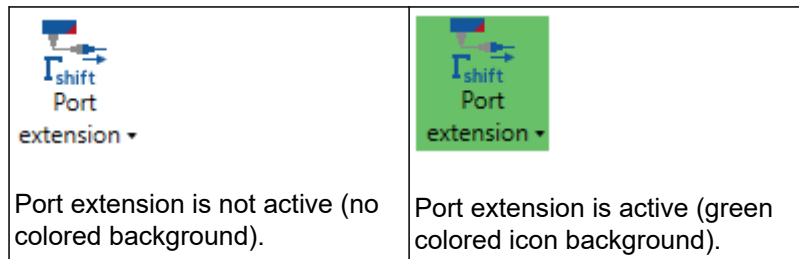 Γshift
Port
extension ▾
Port extension is not active (no
colored background).
Γshift
Port
extension ▾
Port extension is active (green
colored icon background).